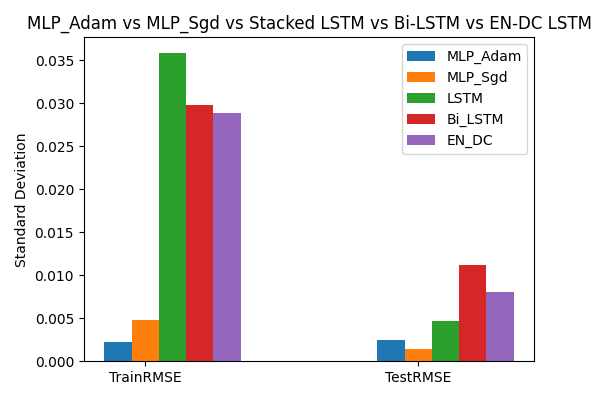 MLP_Adam vs MLP_Sgd vs Stacked LSTM vs Bi-LSTM vs EN-DC LSTM
MLP_Adam
MLP_Sgd
LSTM
Bi_LSTM
EN_DC
Standard Deviation
0.035
0.030
0.025
0.020
0.015
0.010
0.005
0.000
TrainRMSE
TestRMSE